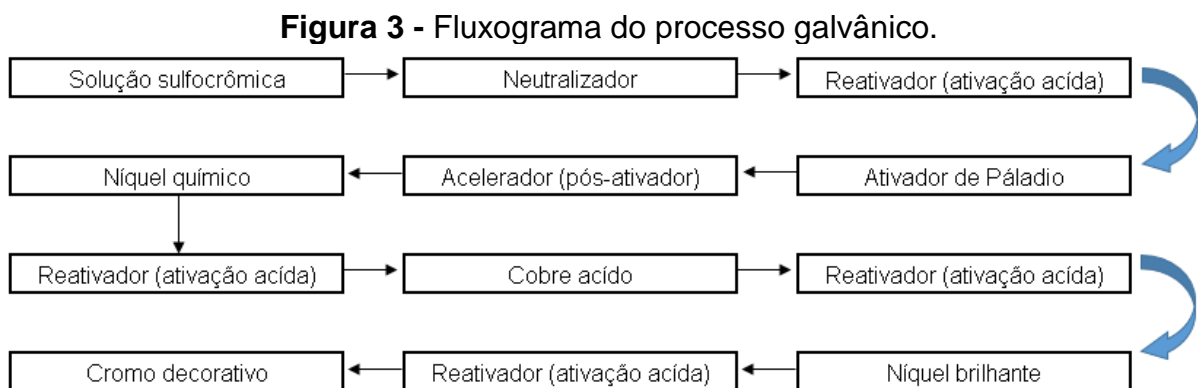 Figura 3 - Fluxograma do processo galvânico.
Solução sulfocrômica
Neutralizador
Reativador (ativação acída)
Níquel químico
Acelerador (pós-ativador)
Ativador de Páladio
Reativador (ativação acída)
Cobre acído
Reativador (ativação acída)
Cromo decorativo
Reativador (ativação acída)
Níquel brilhante